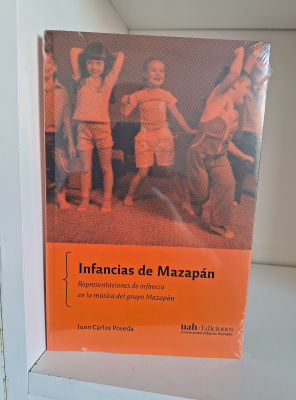 Infancias de Mazapán
Representaciones de infancia
en la música del grupo Mazapán
Juan Carlos Poveda
uah/Ediciones
Universidad Alberto Hurtado